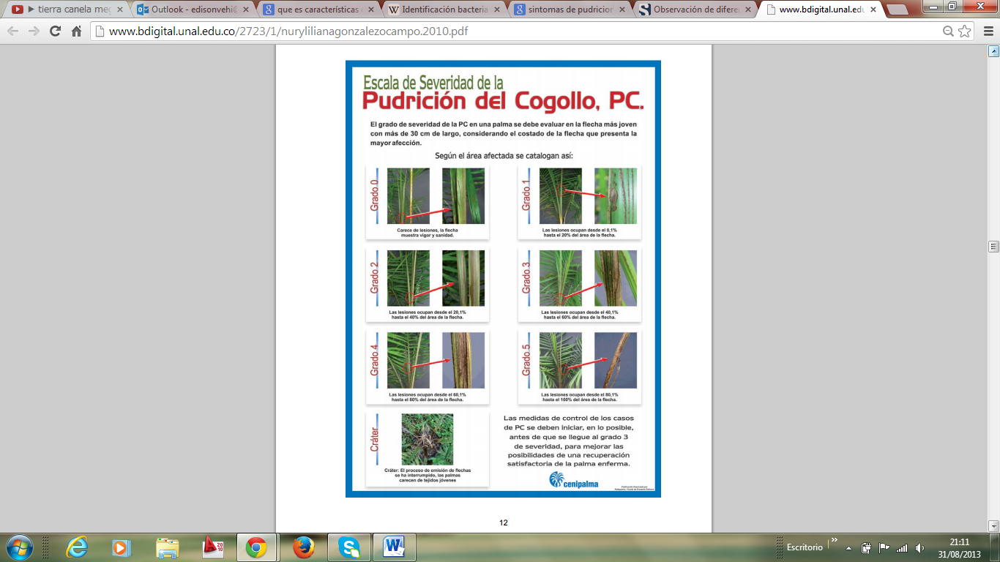 tierra canela med
Outlook - edisonvehi@
que es características
Identificación bacteria
sintomas de pudricion
Observación de difere
www.bdigital.unal.edu
www.bdigital.unal.edu.co/2723/1/nurylilianagonzalezocampo.2010.pdf
Escala de Severidad de la
Pudrición del Cogollo, PC.
El grado de severidad de la PC en una palma se debe evaluar en la flecha más joven
con más de 30 cm de largo, considerando el costado de la flecha que presenta la
mayor afección.
Según el área afectada se catalogan así:
Grado 0
Carece de lesiones, la flecha
muestra vigor y sanidad.
Grado 1
Las lesiones ocupan desde el 0,1%
hasta el 20% del área de la flecha.
Grado 2
Las lesiones ocupan desde el 20,1%
hasta el 40% del área de la flecha.
Grado 3
Las lesiones ocupan desde el 40,1%
hasta el 60% del área de la flecha.
Grado 4
Las lesiones ocupan desde el 60,1%
hasta el 80% del área de la flecha.
Grado 5
Las lesiones ocupan desde el 80,1%
hasta el 100% del área de la flecha.
Cráter
Cráter: El proceso de emisión de flechas
se ha interrumpido, las palmas
carecen de tejidos jóvenes
Las medidas de control de los casos
de PC se deben iniciar, en lo posible,
antes de que se llegue al grado 3
de severidad, para mejorar las
posibilidades de una recuperación
satisfactoria de la palma enferma.
cenipalma
12
Escritorio
21:11
31/08/2013